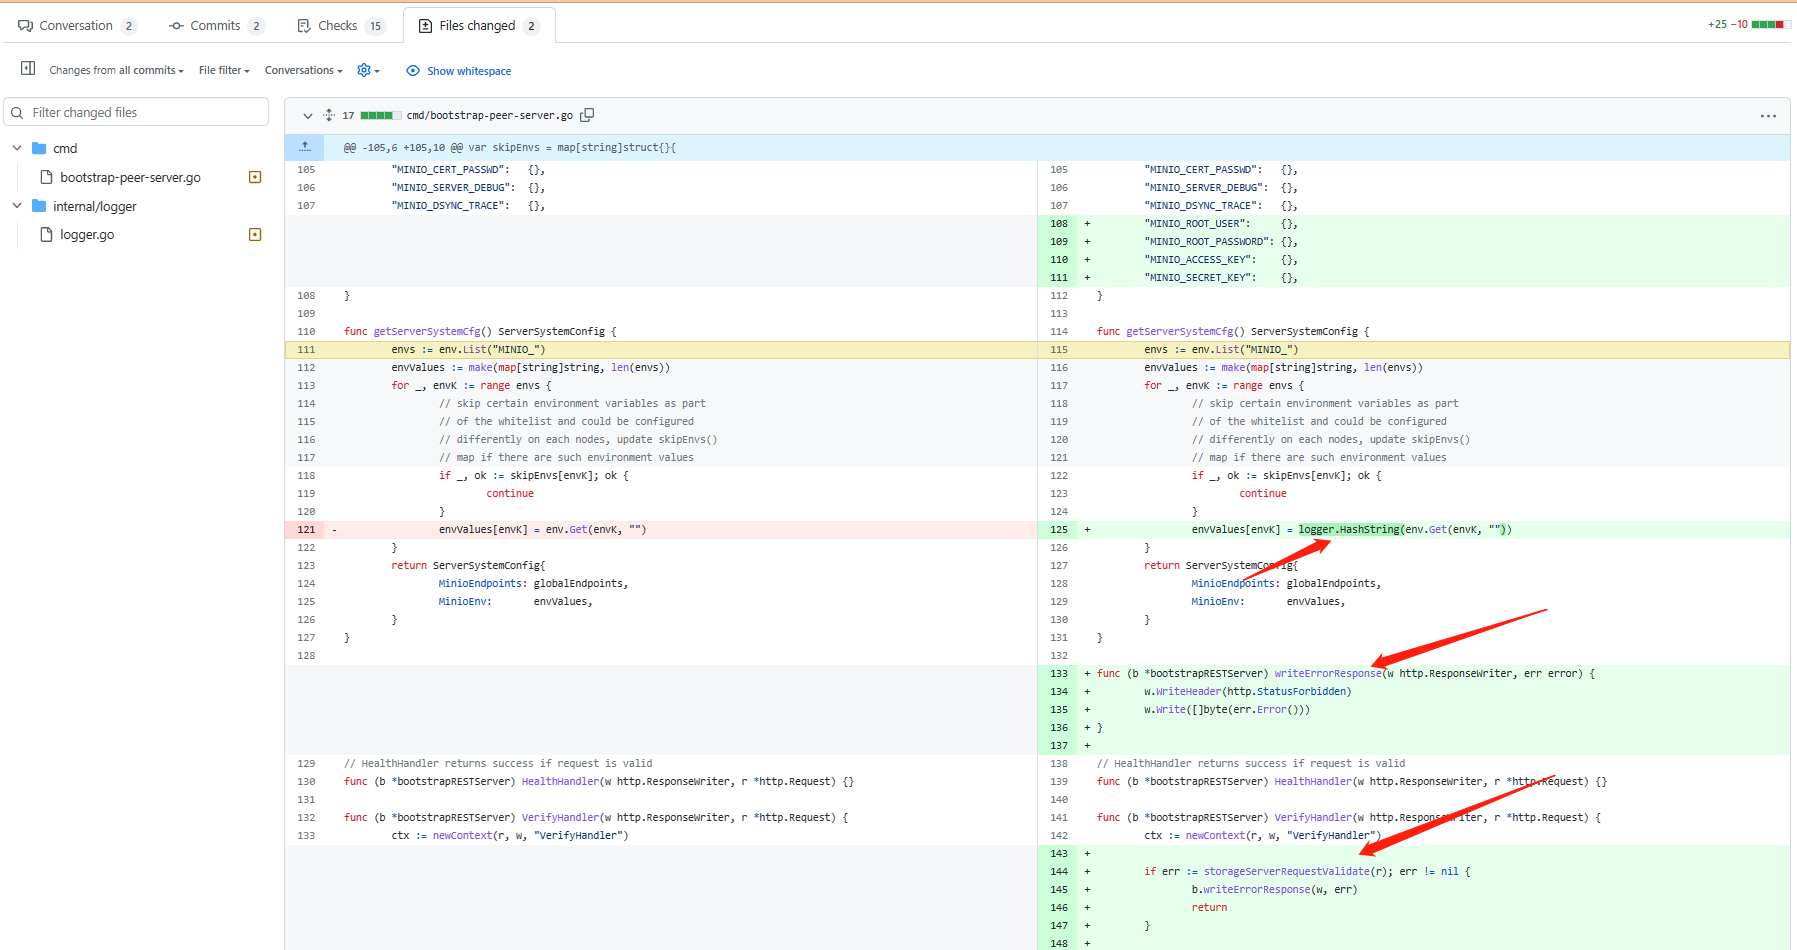 Conversation 2 Commits 2 Checks 15 Files changed 2 +25 −10
Changes from all commits File filter Conversations Show whitespace
Filter changed files
cmd
bootstrap-peer-server.go
internal/logger
logger.go
17 cmd/bootstrap-peer-server.go
@@ -105,6 +105,10 @@ var skipEnvs = map[string]struct{}{
105 "MINIO_CERT_PASSWD": {},
106 "MINIO_SERVER_DEBUG": {},
107 "MINIO_DSYNC_TRACE": {},
108 }
109
110 func getServerSystemCfg() ServerSystemConfig {
111 envs := env.List("MINIO_")
112 envValues := make(map[string]string, len(envs))
113 for _, envK := range envs {
114 // skip certain environment variables as part
115 // of the whitelist and could be configured
116 // differently on each nodes, update skipEnvs()
117 // map if there are such environment values
118 if _, ok := skipEnvs[envK]; ok {
119 continue
120 }
121 - envValues[envK] = env.Get(envK, "")
122 }
123 return ServerSystemConfig{
124 MinioEndpoints: globalEndpoints,
125 MinioEnv: envValues,
126 }
127 }
128
129 // HealthHandler returns success if request is valid
130 func (b *bootstrapRESTServer) HealthHandler(w http.ResponseWriter, r *http.Request) {}
131
132 func (b *bootstrapRESTServer) VerifyHandler(w http.ResponseWriter, r *http.Request) {
133 ctx := newContext(r, w, "VerifyHandler")
105 "MINIO_CERT_PASSWD": {},
106 "MINIO_SERVER_DEBUG": {},
107 "MINIO_DSYNC_TRACE": {},
108 + "MINIO_ROOT_USER": {},
109 + "MINIO_ROOT_PASSWORD": {},
110 + "MINIO_ACCESS_KEY": {},
111 + "MINIO_SECRET_KEY": {},
112 }
113
114 func getServerSystemCfg() ServerSystemConfig {
115 envs := env.List("MINIO_")
116 envValues := make(map[string]string, len(envs))
117 for _, envK := range envs {
118 // skip certain environment variables as part
119 // of the whitelist and could be configured
120 // differently on each nodes, update skipEnvs()
121 // map if there are such environment values
122 if _, ok := skipEnvs[envK]; ok {
123 continue
124 }
125 + envValues[envK] = logger.HashString(env.Get(envK, ""))
126 }
127 return ServerSystemConfig{
128 MinioEndpoints: globalEndpoints,
129 MinioEnv: envValues,
130 }
131 }
132
133 + func (b *bootstrapRESTServer) writeErrorResponse(w http.ResponseWriter, err error) {
134 + w.WriteHeader(http.StatusForbidden)
135 + w.Write([]byte(err.Error()))
136 + }
137 +
138 // HealthHandler returns success if request is valid
139 func (b *bootstrapRESTServer) HealthHandler(w http.ResponseWriter, r *http.Request) {}
140
141 func (b *bootstrapRESTServer) VerifyHandler(w http.ResponseWriter, r *http.Request) {
142 ctx := newContext(r, w, "VerifyHandler")
143 +
144 + if err := storageServerRequestValidate(r); err != nil {
145 + b.writeErrorResponse(w, err)
146 + return
147 + }
148 +